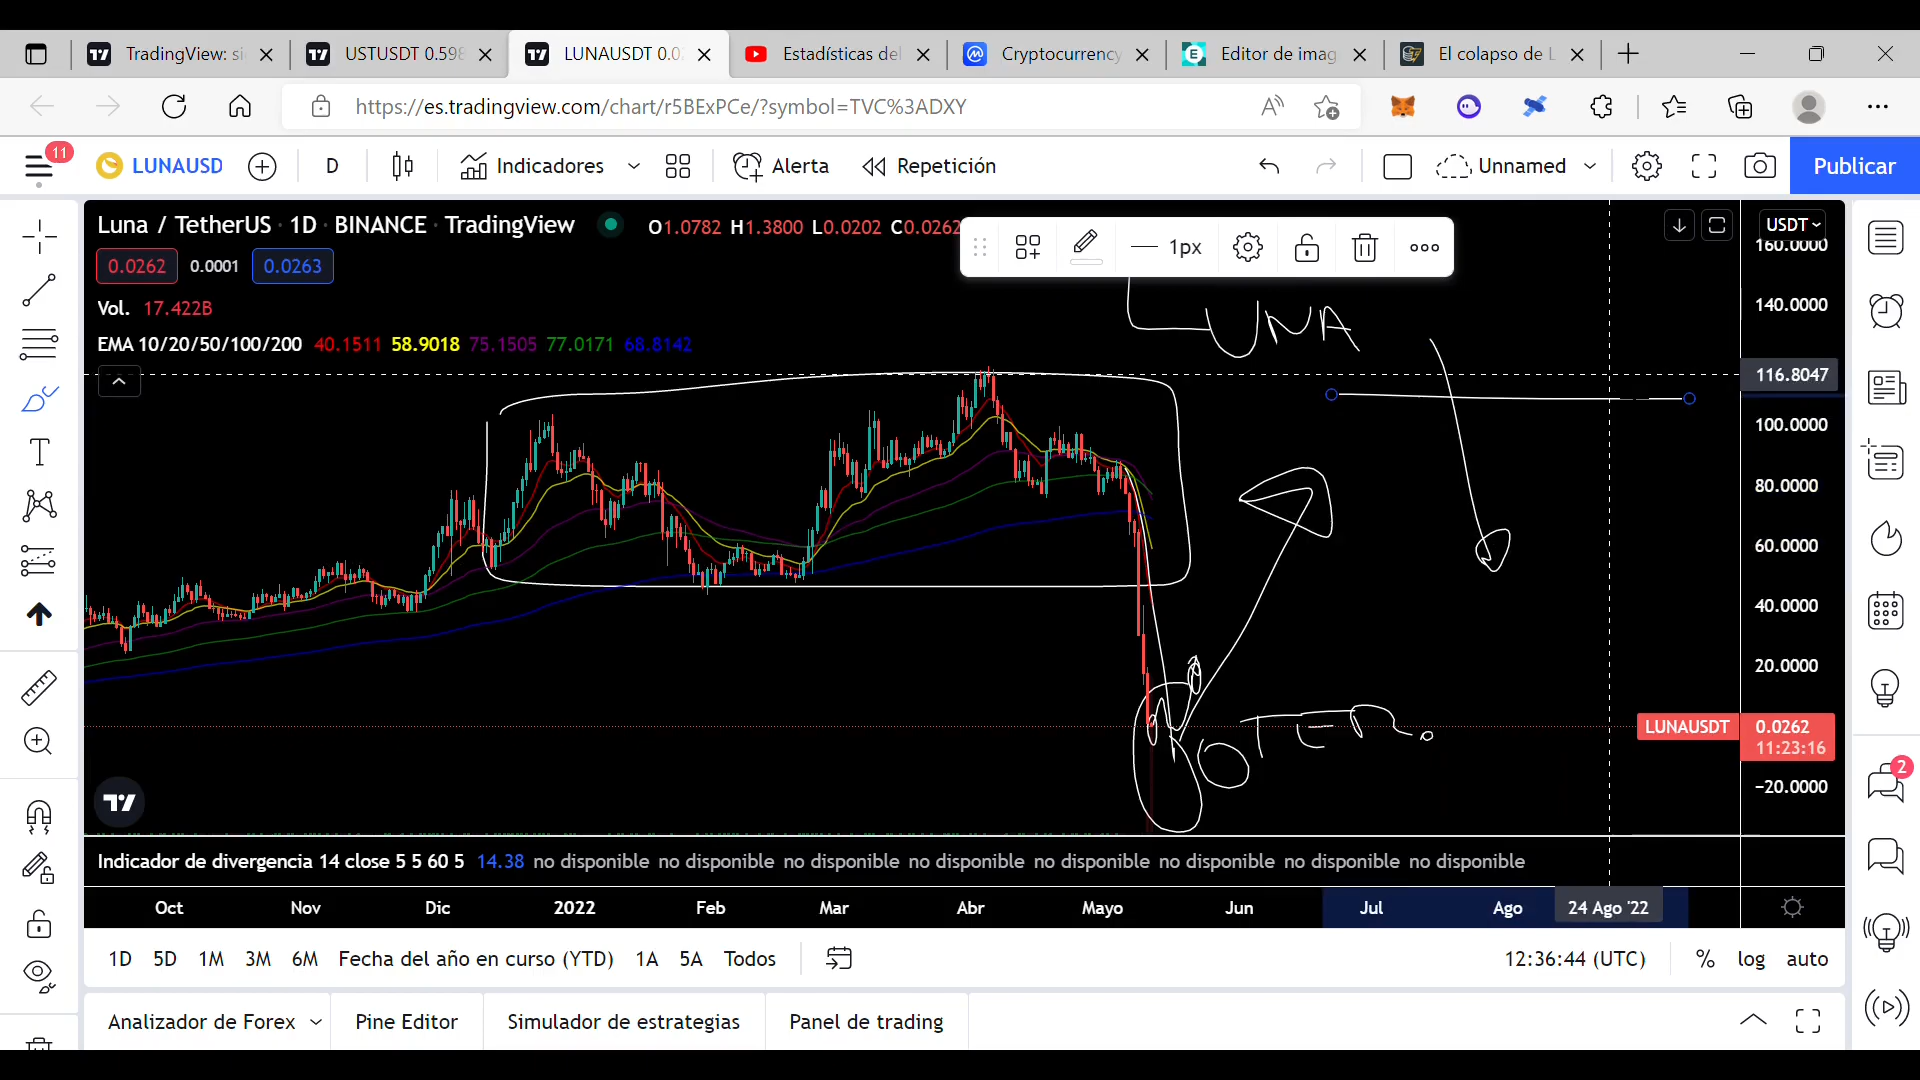 TradingView: si
USTUSDT 0.598
LUNAUSDT 0.0
Estadísticas del
Cryptocurrency
Editor de imag
El colapso de L
https://es.tradingview.com/chart/r5BExPCe/?symbol=TVC%3ADXY
11
LUNAUSD
D
Indicadores
Alerta
Repetición
Unnamed
Publicar
Luna / TetherUS · 1D · BINANCE · TradingView
O1.0782 H1.3800 L0.0202 C0.0262
1px
USDT
0.0262 0.0001 0.0263
Vol. 17.422B
EMA 10/20/50/100/200 40.1511 58.9018 75.1505 77.0171 68.8142
LUNA
160.0000
140.0000
116.8047
100.0000
80.0000
60.0000
40.0000
20.0000
OTER.
LUNAUSDT 0.0262
11:23:16
−20.0000
2
Indicador de divergencia 14 close 5 5 60 5 14.38 no disponible no disponible no disponible no disponible no disponible no disponible no disponible no disponible
Oct Nov Dic 2022 Feb Mar Abr Mayo Jun Jul Ago 24 Ago '22
1D 5D 1M 3M 6M Fecha del año en curso (YTD) 1A 5A Todos 12:36:44 (UTC) % log auto
Analizador de Forex Pine Editor Simulador de estrategias Panel de trading